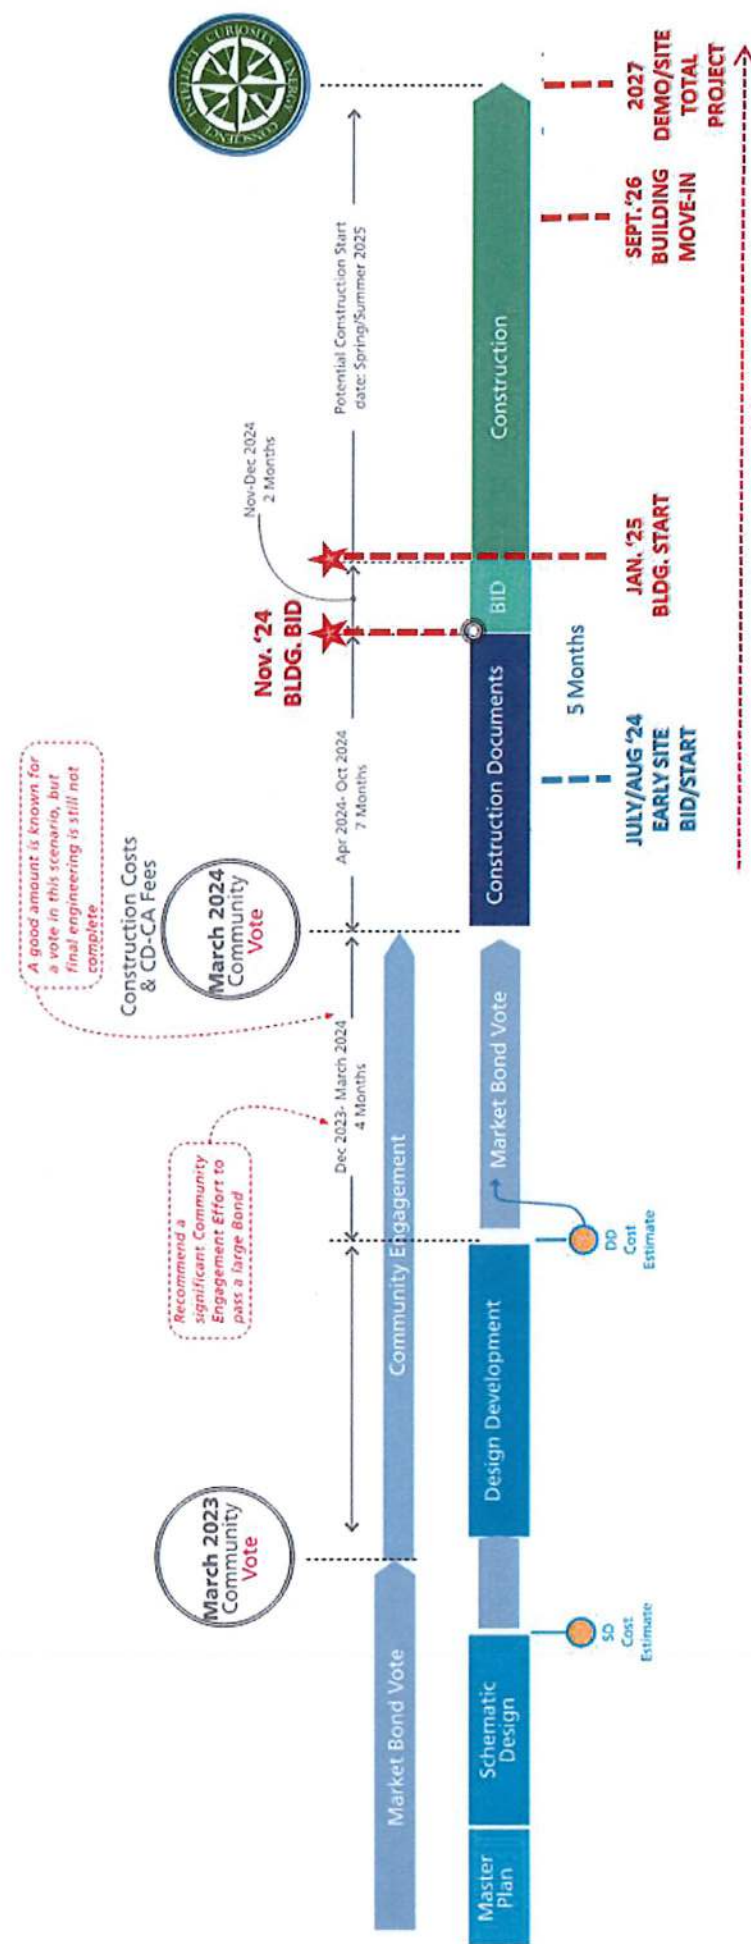 Master
Plan
Schematic
Design
SD
Cost
Estimate
Market Bond Vote
March 2023
Community
Vote
Design Development
Community Engagement
DD
Cost
Estimate
Market Bond Vote
Recommend a
significant Community
Engagement Effort to
pass a large Bond
Dec 2023- March 2024
4 Months
A good amount is known for
a vote in this scenario, but
final engineering is still not
complete
Construction Costs
& CD-CA Fees
March 2024
Community
Vote
Apr 2024- Oct 2024
7 Months
Construction Documents
JULY/AUG '24
EARLY SITE
BID/START
5 Months
Nov. '24
BLDG. BID
BID
Nov-Dec 2024
2 Months
JAN. '25
BLDG. START
Potential Construction Start
date: Spring/Summer 2025
Construction
SEPT.'26
BUILDING
MOVE-IN
2027
DEMO/SITE
TOTAL
PROJECT
INTELLECT CURIOSITY ENERGY CONSCIENCE